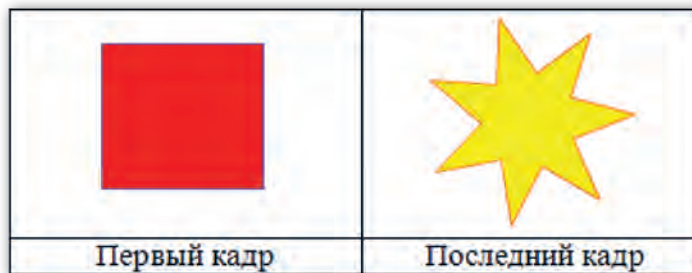 Первый кадр
Последний кадр